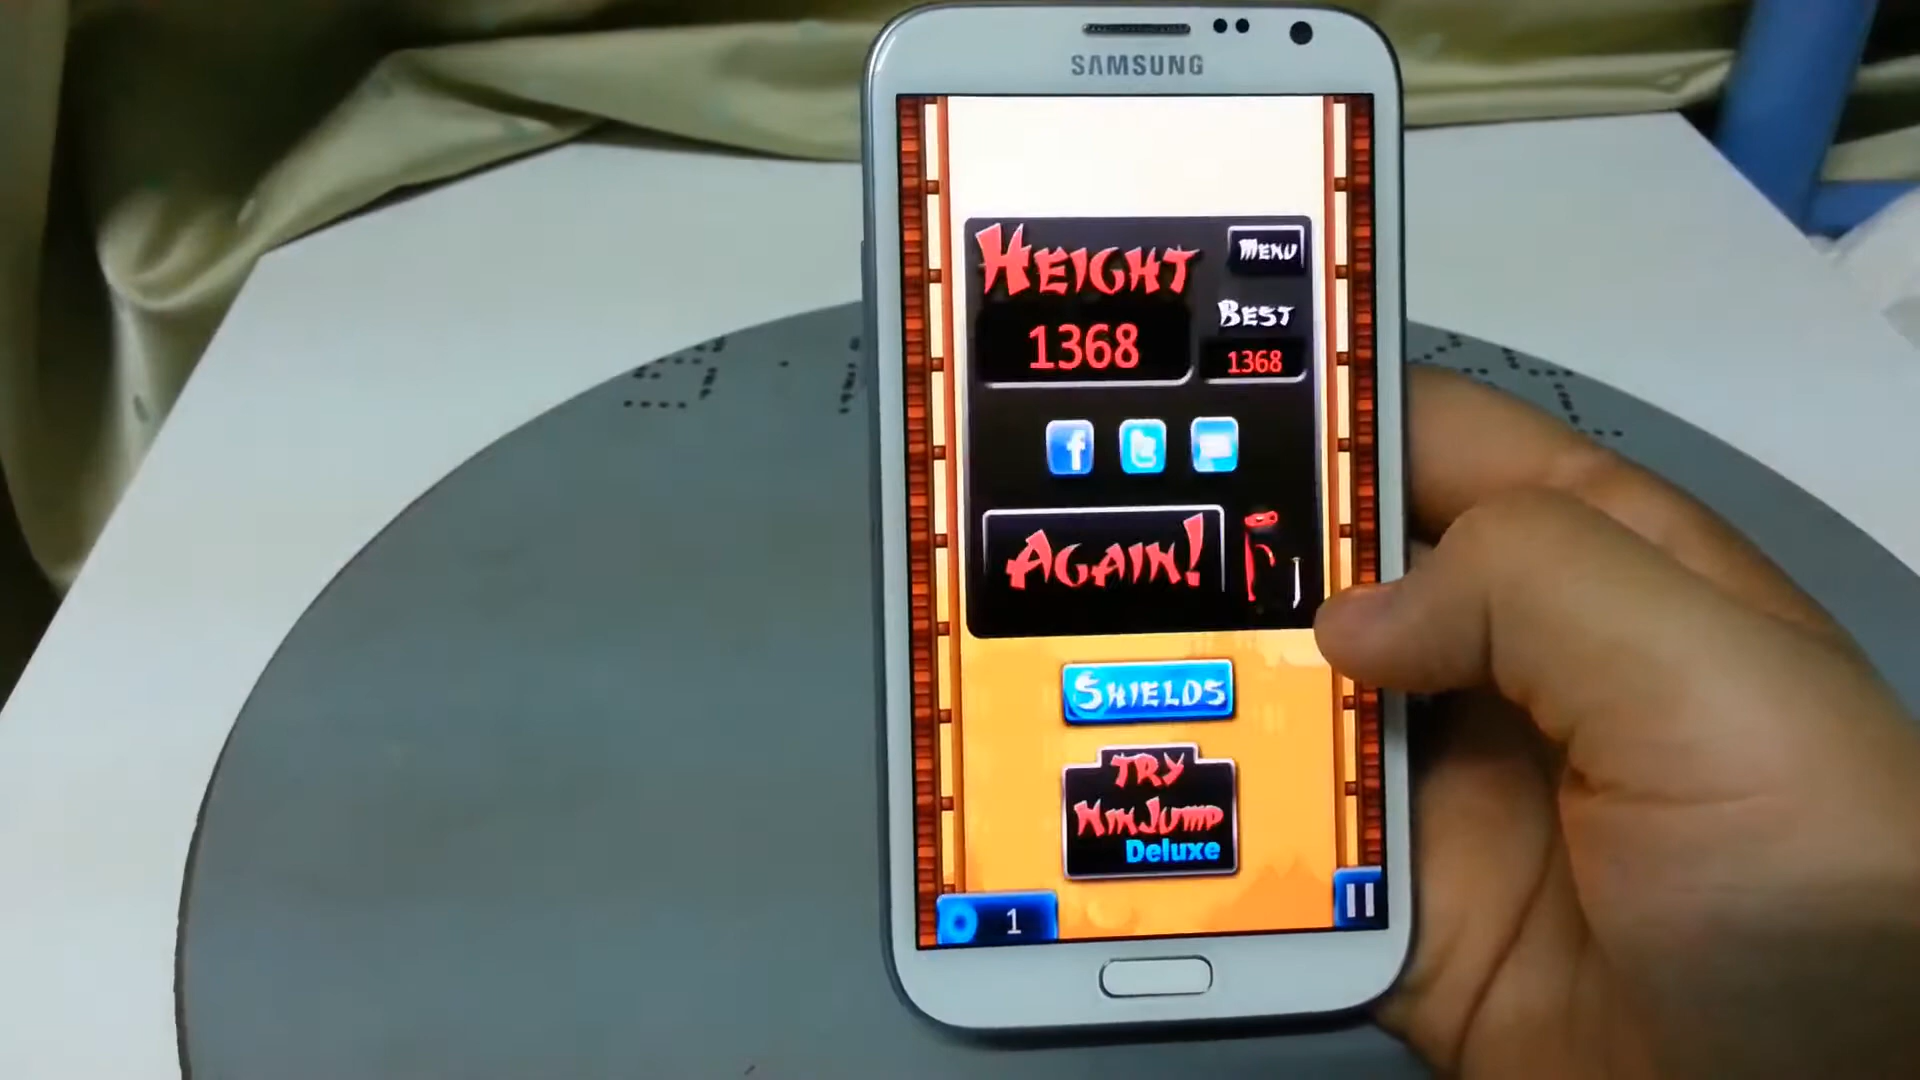 SAMSUNG
HEIGHT
MENU
BEST
1368
1368
f
t
AGAIN!
SHIELDS
TRY
NINJUMP
Deluxe
1